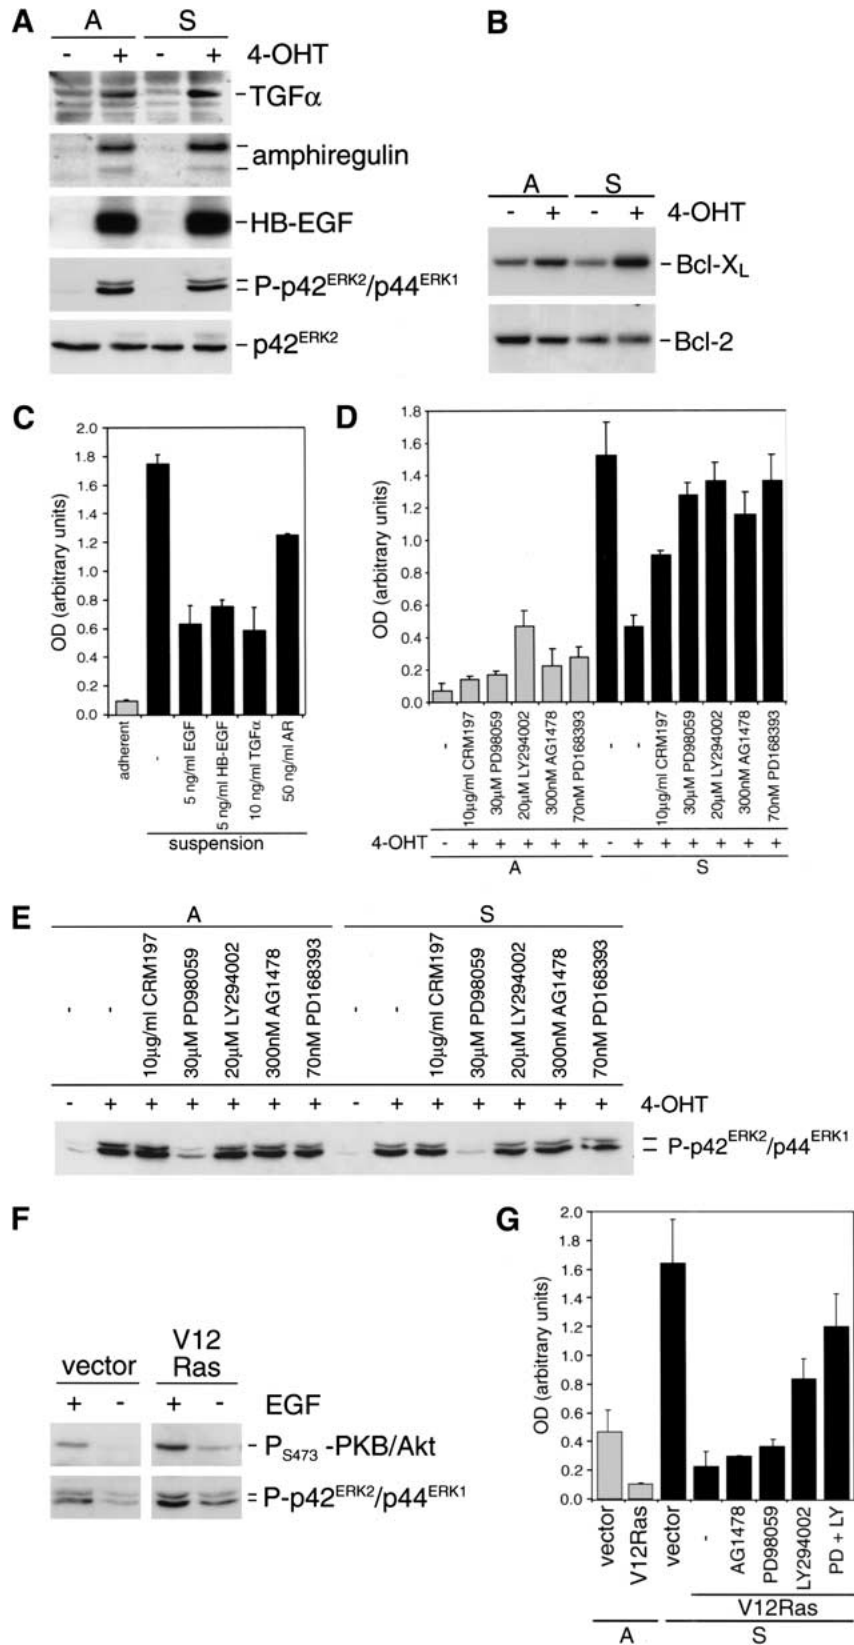 A
A S
- + - + 4-OHT
TGFα
amphiregulin
HB-EGF
P-p42ERK2/p44ERK1
p42ERK2
B
A S
- + - + 4-OHT
Bcl-XL
Bcl-2
C
OD (arbitrary units)
2.0
1.8
1.6
1.4
1.2
1.0
0.8
0.6
0.4
0.2
0.0
adherent
-
5 ng/ml EGF
5 ng/ml HB-EGF
10 ng/ml TGFα
50 ng/ml AR
suspension
D
OD (arbitrary units)
1.8
1.6
1.4
1.2
1.0
0.8
0.6
0.4
0.2
0.0
-
-
10µg/ml CRM197
30µM PD98059
20µM LY294002
300nM AG1478
70nM PD168393
-
-
10µg/ml CRM197
30µM PD98059
20µM LY294002
300nM AG1478
70nM PD168393
4-OHT - + + + + + + - + + + + + +
A S
E
A S
-
-
10µg/ml CRM197
30µM PD98059
20µM LY294002
300nM AG1478
70nM PD168393
-
-
10µg/ml CRM197
30µM PD98059
20µM LY294002
300nM AG1478
70nM PD168393
- + + + + + + - + + + + + + 4-OHT
P-p42ERK2/p44ERK1
F
vector V12 Ras
+ - + - EGF
PS473 -PKB/Akt
P-p42ERK2/p44ERK1
G
OD (arbitrary units)
2.0
1.8
1.6
1.4
1.2
1.0
0.8
0.6
0.4
0.2
0.0
vector
V12Ras
vector
-
AG1478
PD98059
LY294002
PD + LY
V12Ras
A S